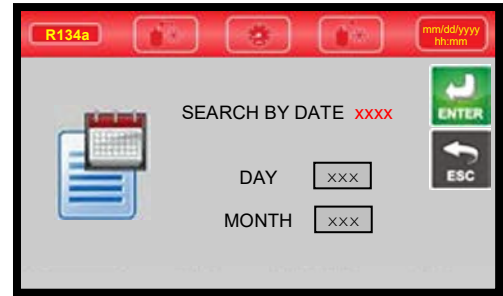 R134a
mm/dd/yyyy
hh:mm
SEARCH BY DATE xxxx
ENTER
ESC
DAY xxx
MONTH xxx